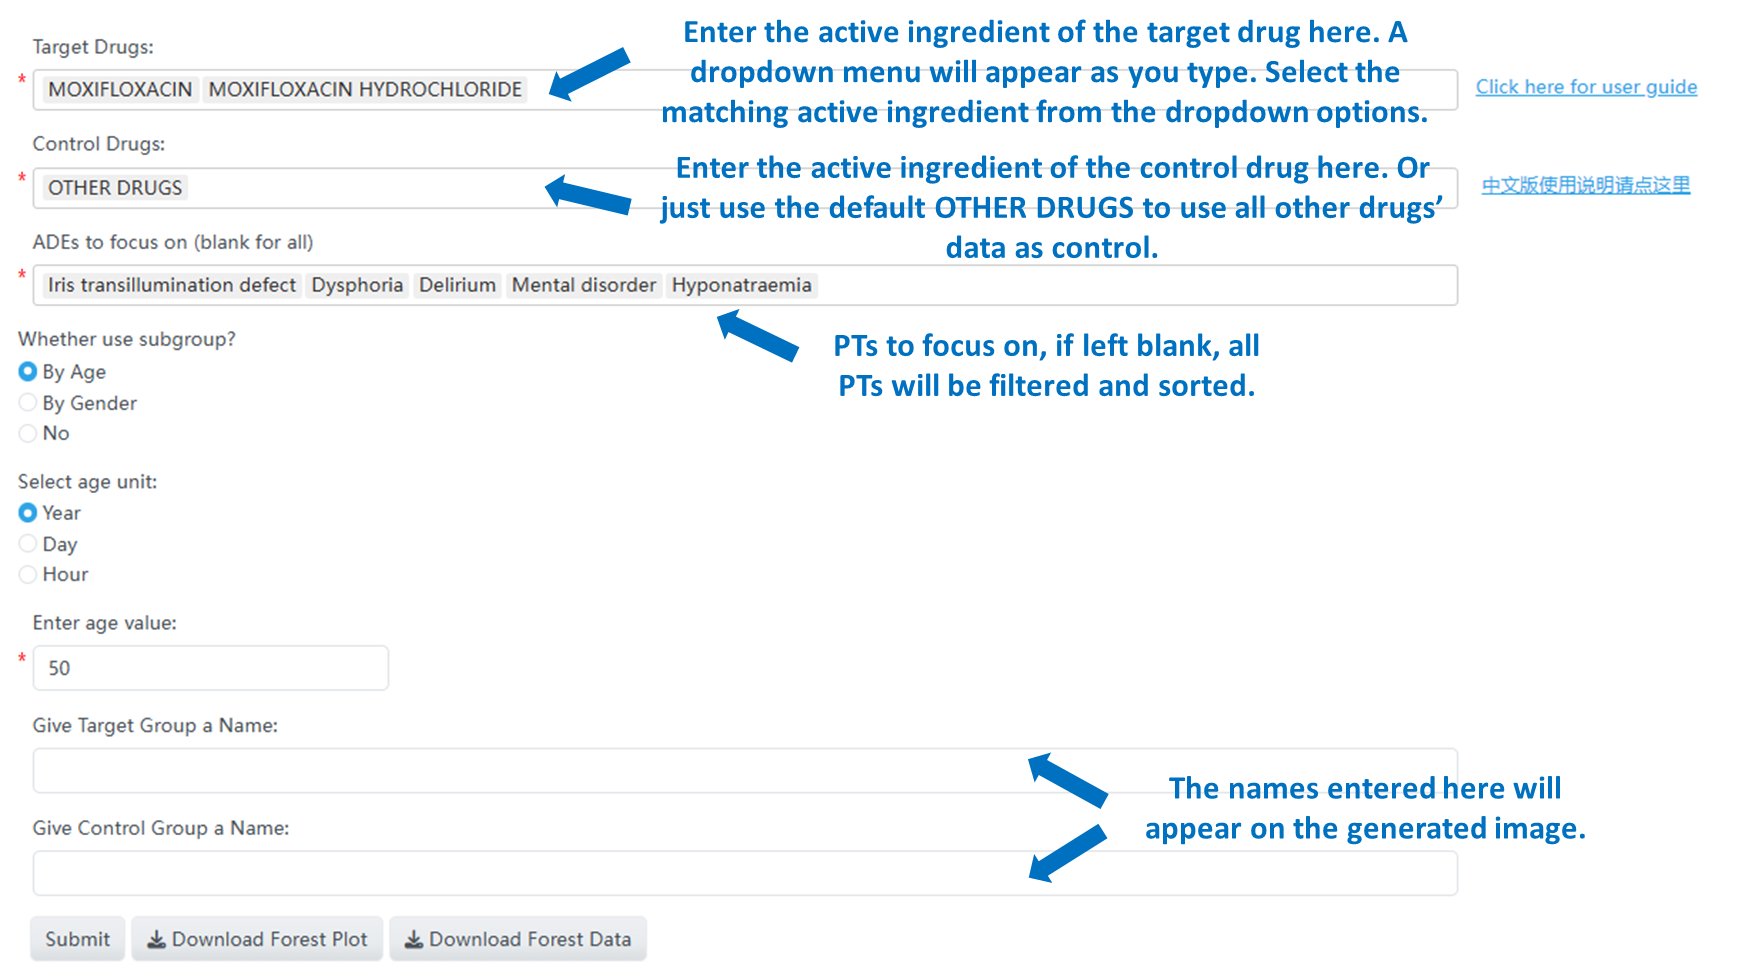 Target Drugs:
* MOXIFLOXACIN MOXIFLOXACIN HYDROCHLORIDE
Enter the active ingredient of the target drug here. A
dropdown menu will appear as you type. Select the
matching active ingredient from the dropdown options.
Click here for user guide
Control Drugs:
* OTHER DRUGS
Enter the active ingredient of the control drug here. Or
just use the default OTHER DRUGS to use all other drugs’
data as control.
中文版使用说明请点这里
ADEs to focus on (blank for all)
* Iris transillumination defect Dysphoria Delirium Mental disorder Hyponatraemia
PTs to focus on, if left blank, all
PTs will be filtered and sorted.
Whether use subgroup?
By Age
By Gender
No
Select age unit:
Year
Day
Hour
Enter age value:
* 50
Give Target Group a Name:
Give Control Group a Name:
The names entered here will
appear on the generated image.
Submit Download Forest Plot Download Forest Data